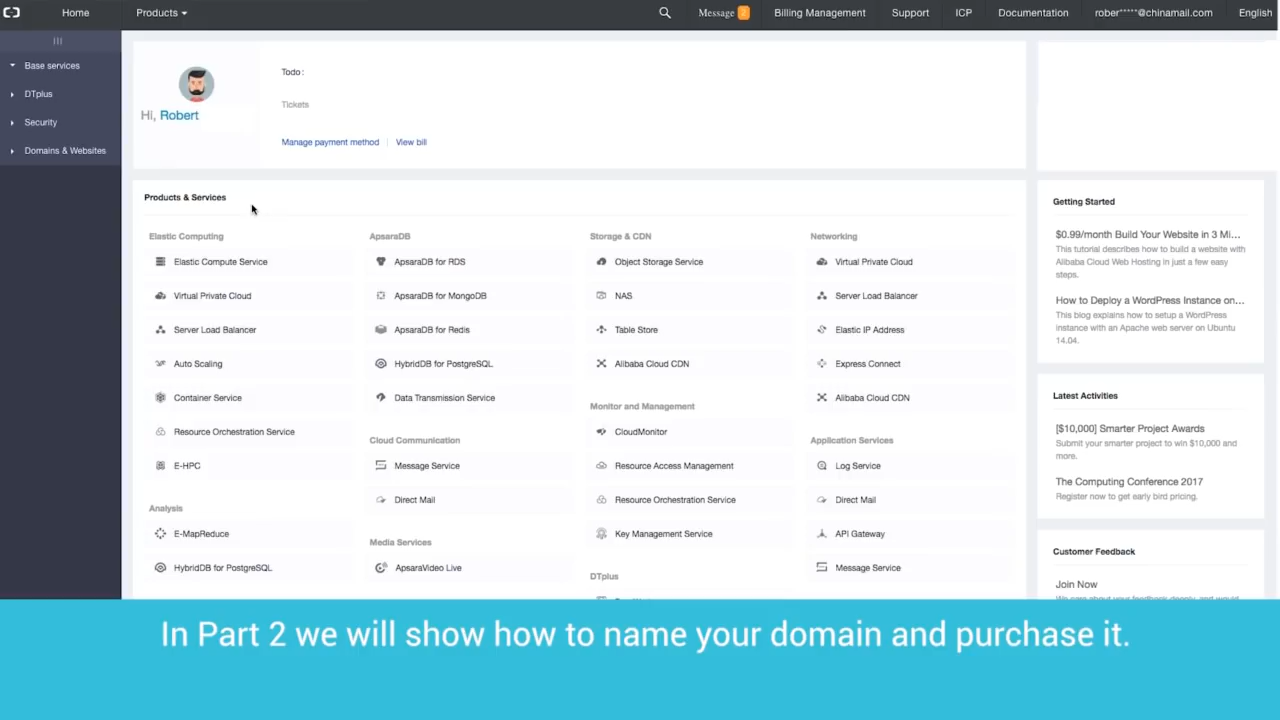 Home
Products
Message
Billing Management
Support
ICP
Documentation
rober*****@chinamail.com
English
Base services
DTplus
Security
Domains & Websites
Hi, Robert
Todo :
Tickets
Manage payment method
View bill
Products & Services
Elastic Computing
Elastic Compute Service
Virtual Private Cloud
Server Load Balancer
Auto Scaling
Container Service
Resource Orchestration Service
E-HPC
Analysis
E-MapReduce
HybridDB for PostgreSQL
ApsaraDB
ApsaraDB for RDS
ApsaraDB for MongoDB
ApsaraDB for Redis
HybridDB for PostgreSQL
Data Transmission Service
Cloud Communication
Message Service
Direct Mail
Media Services
ApsaraVideo Live
Storage & CDN
Object Storage Service
NAS
Table Store
Alibaba Cloud CDN
Monitor and Management
CloudMonitor
Resource Access Management
Resource Orchestration Service
Key Management Service
DTplus
Networking
Virtual Private Cloud
Server Load Balancer
Elastic IP Address
Express Connect
Alibaba Cloud CDN
Application Services
Log Service
Direct Mail
API Gateway
Message Service
Getting Started
$0.99/month Build Your Website in 3 Mi...
This tutorial describes how to build a website with
Alibaba Cloud Web Hosting in just a few easy
steps.
How to Deploy a WordPress Instance on...
This blog explains how to setup a WordPress
instance with an Apache web server on Ubuntu
14.04.
Latest Activities
[$10,000] Smarter Project Awards
Submit your smarter project to win $10,000 and
more.
The Computing Conference 2017
Register now to get early bird pricing.
Customer Feedback
Join Now
We care about your feedback deeply, and would
In Part 2 we will show how to name your domain and purchase it.